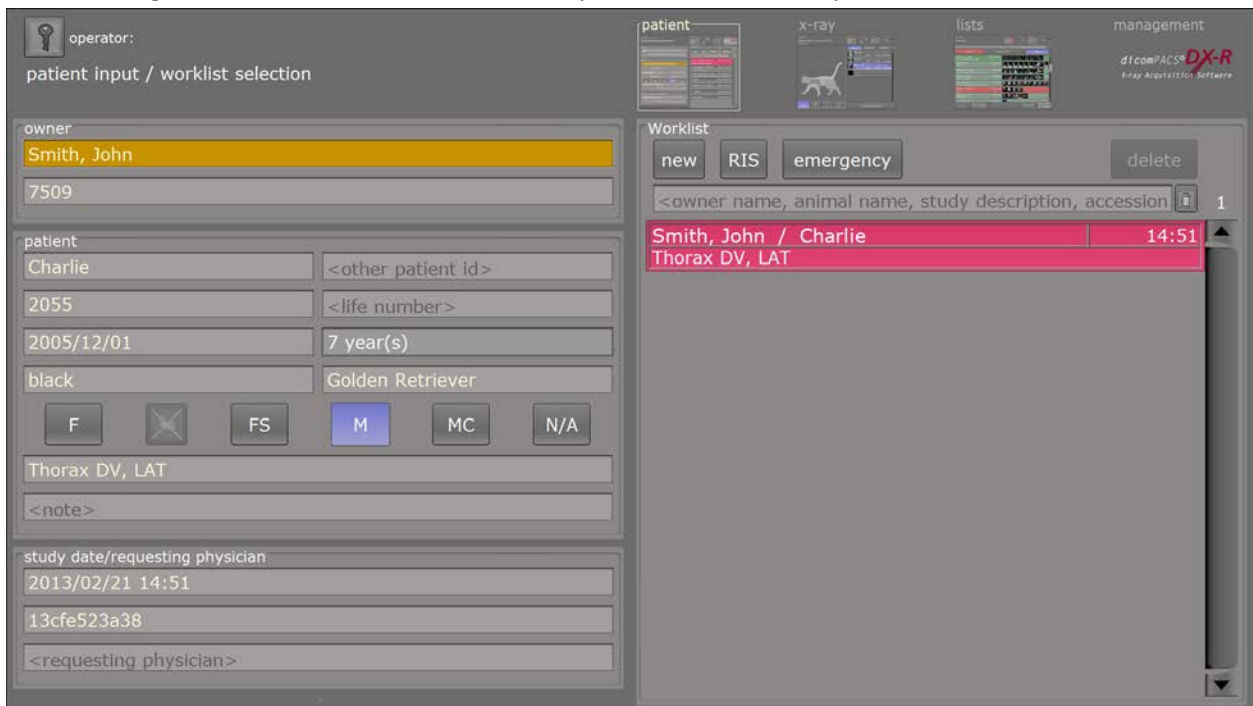 operator:
patient input / worklist selection
patient
x-ray
lists
management
dicomPACS® DX-R
X-ray Acquisition Software
owner
Smith, John
7509
patient
Charlie <other patient id>
2055 <life number>
2005/12/01 7 year(s)
black Golden Retriever
F FS M MC N/A
Thorax DV, LAT
<note>
study date/requesting physician
2013/02/21 14:51
13cfe523a38
<requesting physician>
Worklist
new RIS emergency delete
<owner name, animal name, study description, accession 1
Smith, John / Charlie 14:51
Thorax DV, LAT